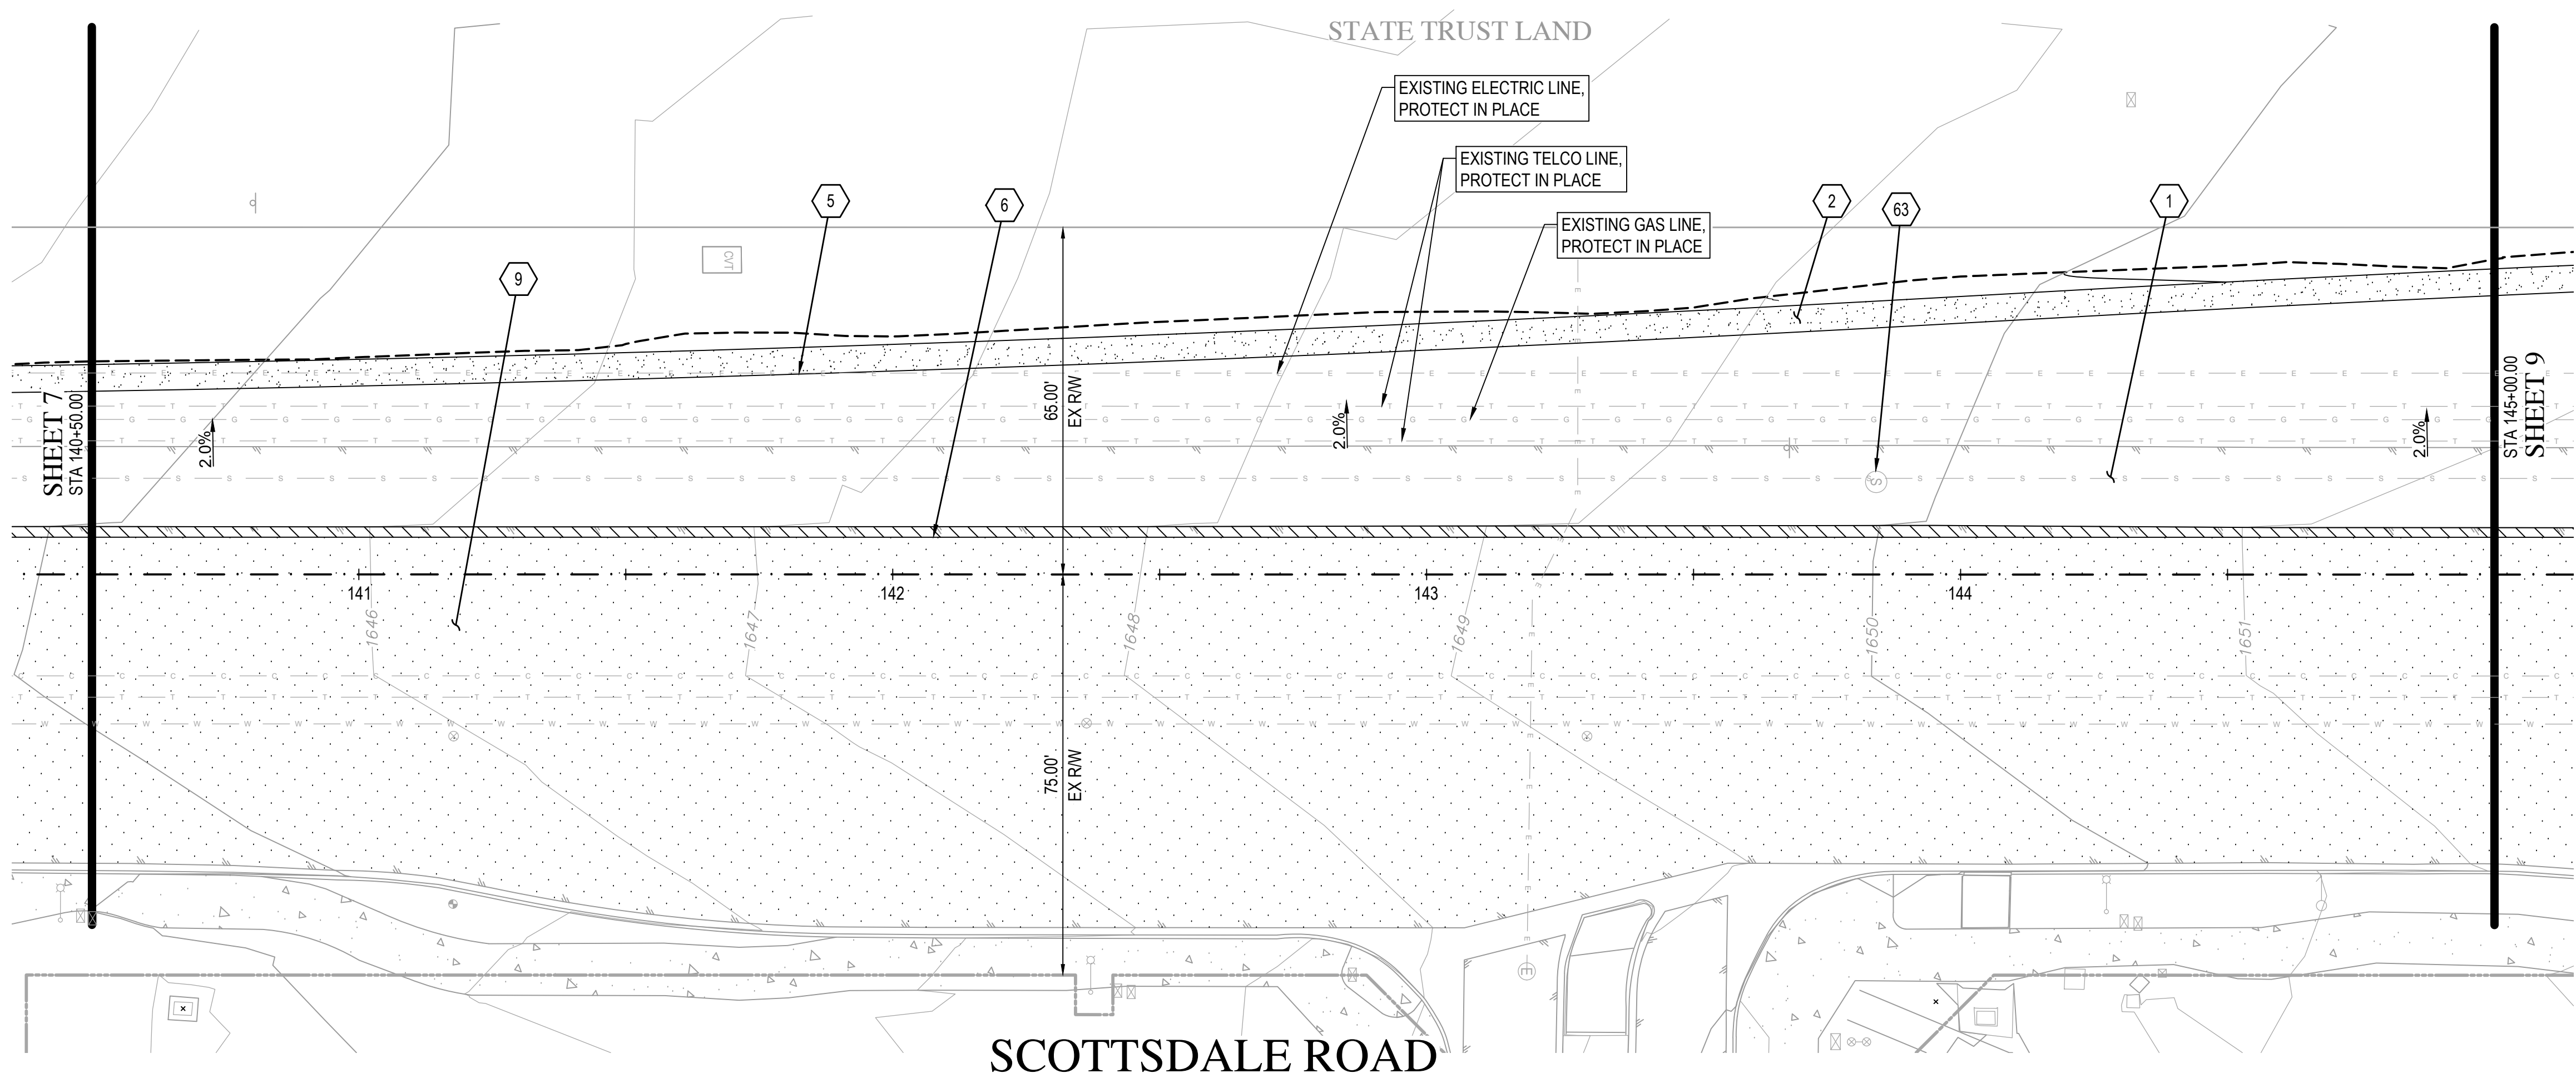 STATE TRUST LAND
EXISTING ELECTRIC LINE,
PROTECT IN PLACE
EXISTING TELCO LINE,
PROTECT IN PLACE
EXISTING GAS LINE,
PROTECT IN PLACE
9
5
6
2
63
1
CVT
SHEET 7
STA 140+50.00
2.0%
65.00'
EX R/W
2.0%
S
2.0%
STA 145+00.00
SHEET 9
141
142
143
144
1646
1647
1648
1649
1650
1651
75.00'
EX R/W
E
SCOTTSDALE ROAD